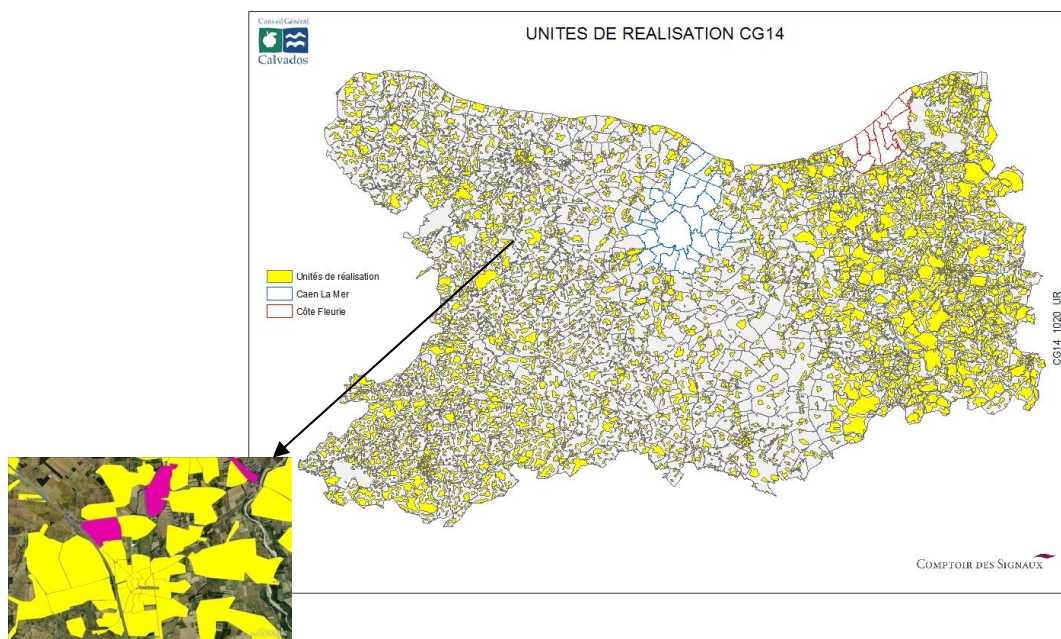 Conseil Général
Calvados
UNITES DE REALISATION CG14
Unités de réalisation
Caen La Mer
Côte Fleurie
CG14_1020_UR
COMPTOIR DES SIGNAUX